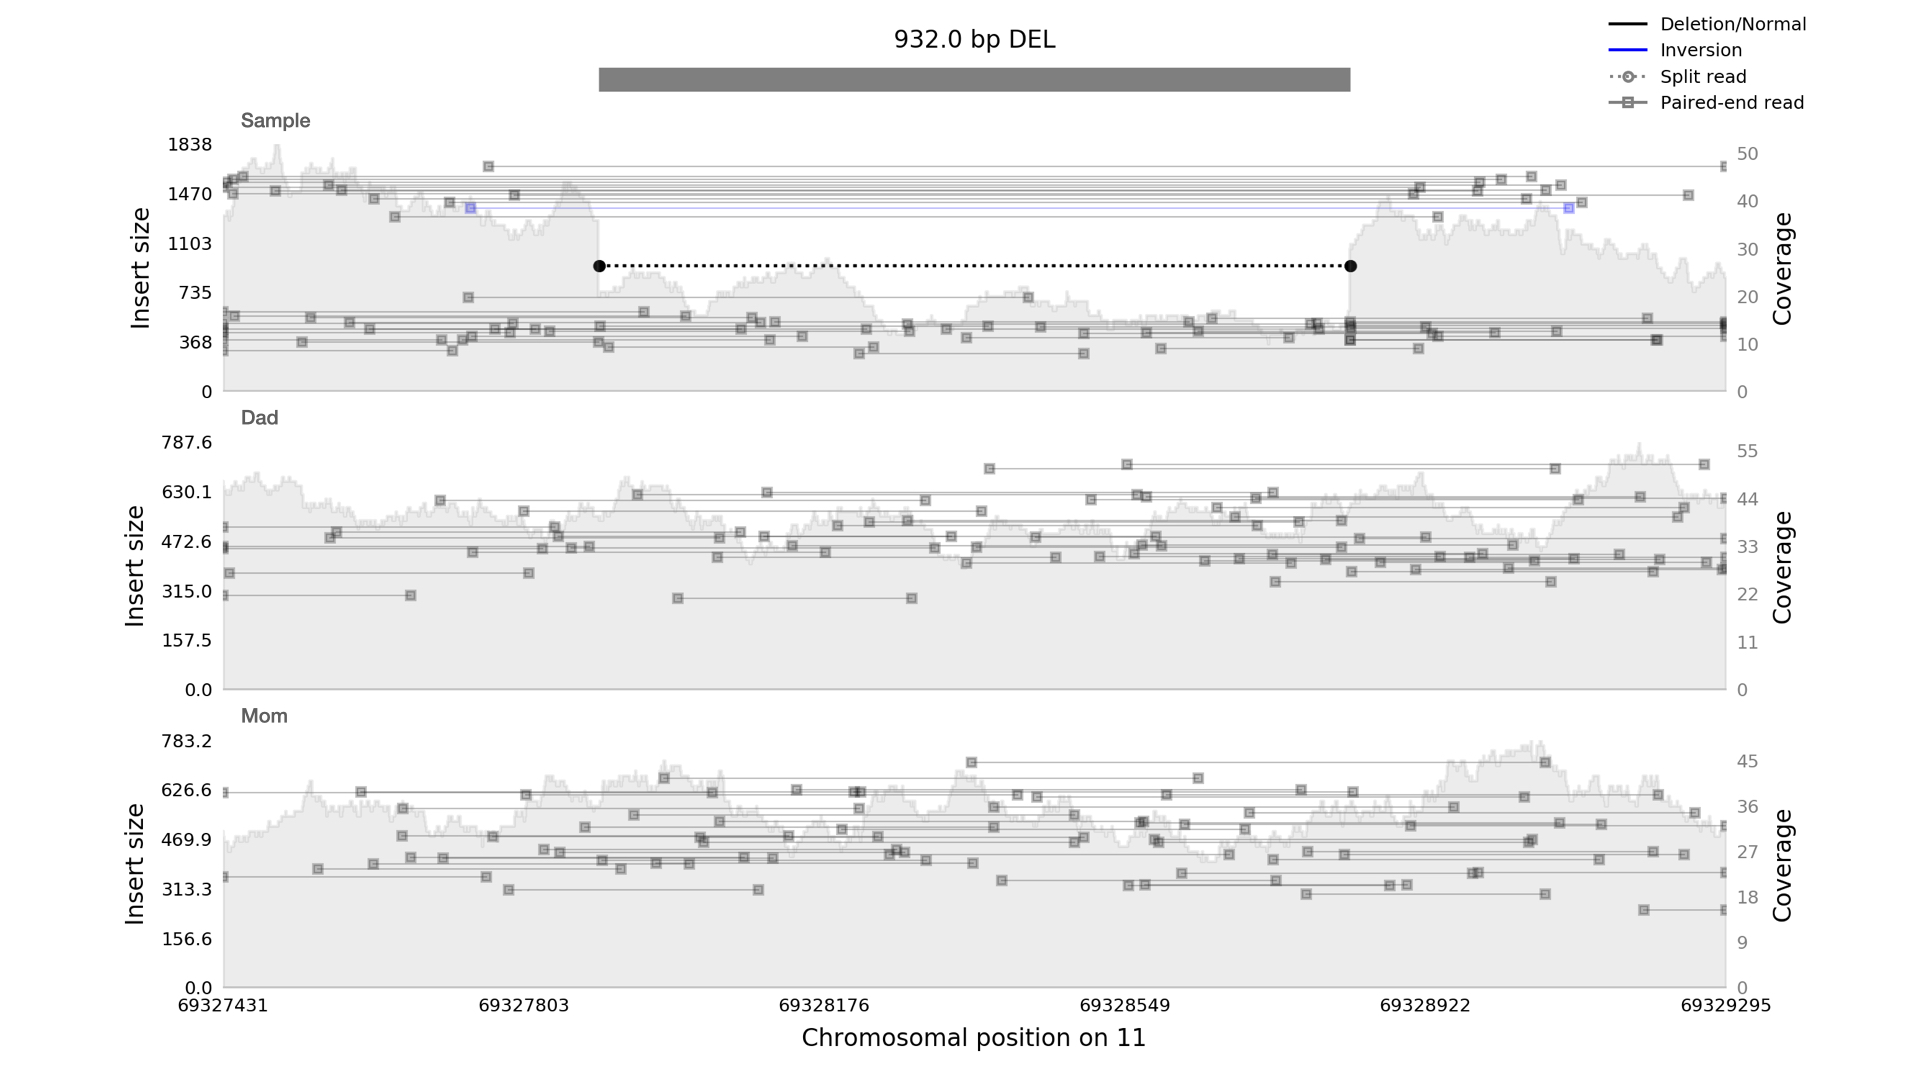 932.0 bp DEL
Deletion/Normal
Inversion
Split read
Paired-end read
Sample
1838
1470
1103
735
368
0
Insert size
50
40
30
20
10
0
Coverage
Dad
787.6
630.1
472.6
315.0
157.5
0.0
Insert size
55
44
33
22
11
0
Coverage
Mom
783.2
626.6
469.9
313.3
156.6
0.0
Insert size
45
36
27
18
9
0
Coverage
69327431 69327803 69328176 69328549 69328922 69329295
Chromosomal position on 11